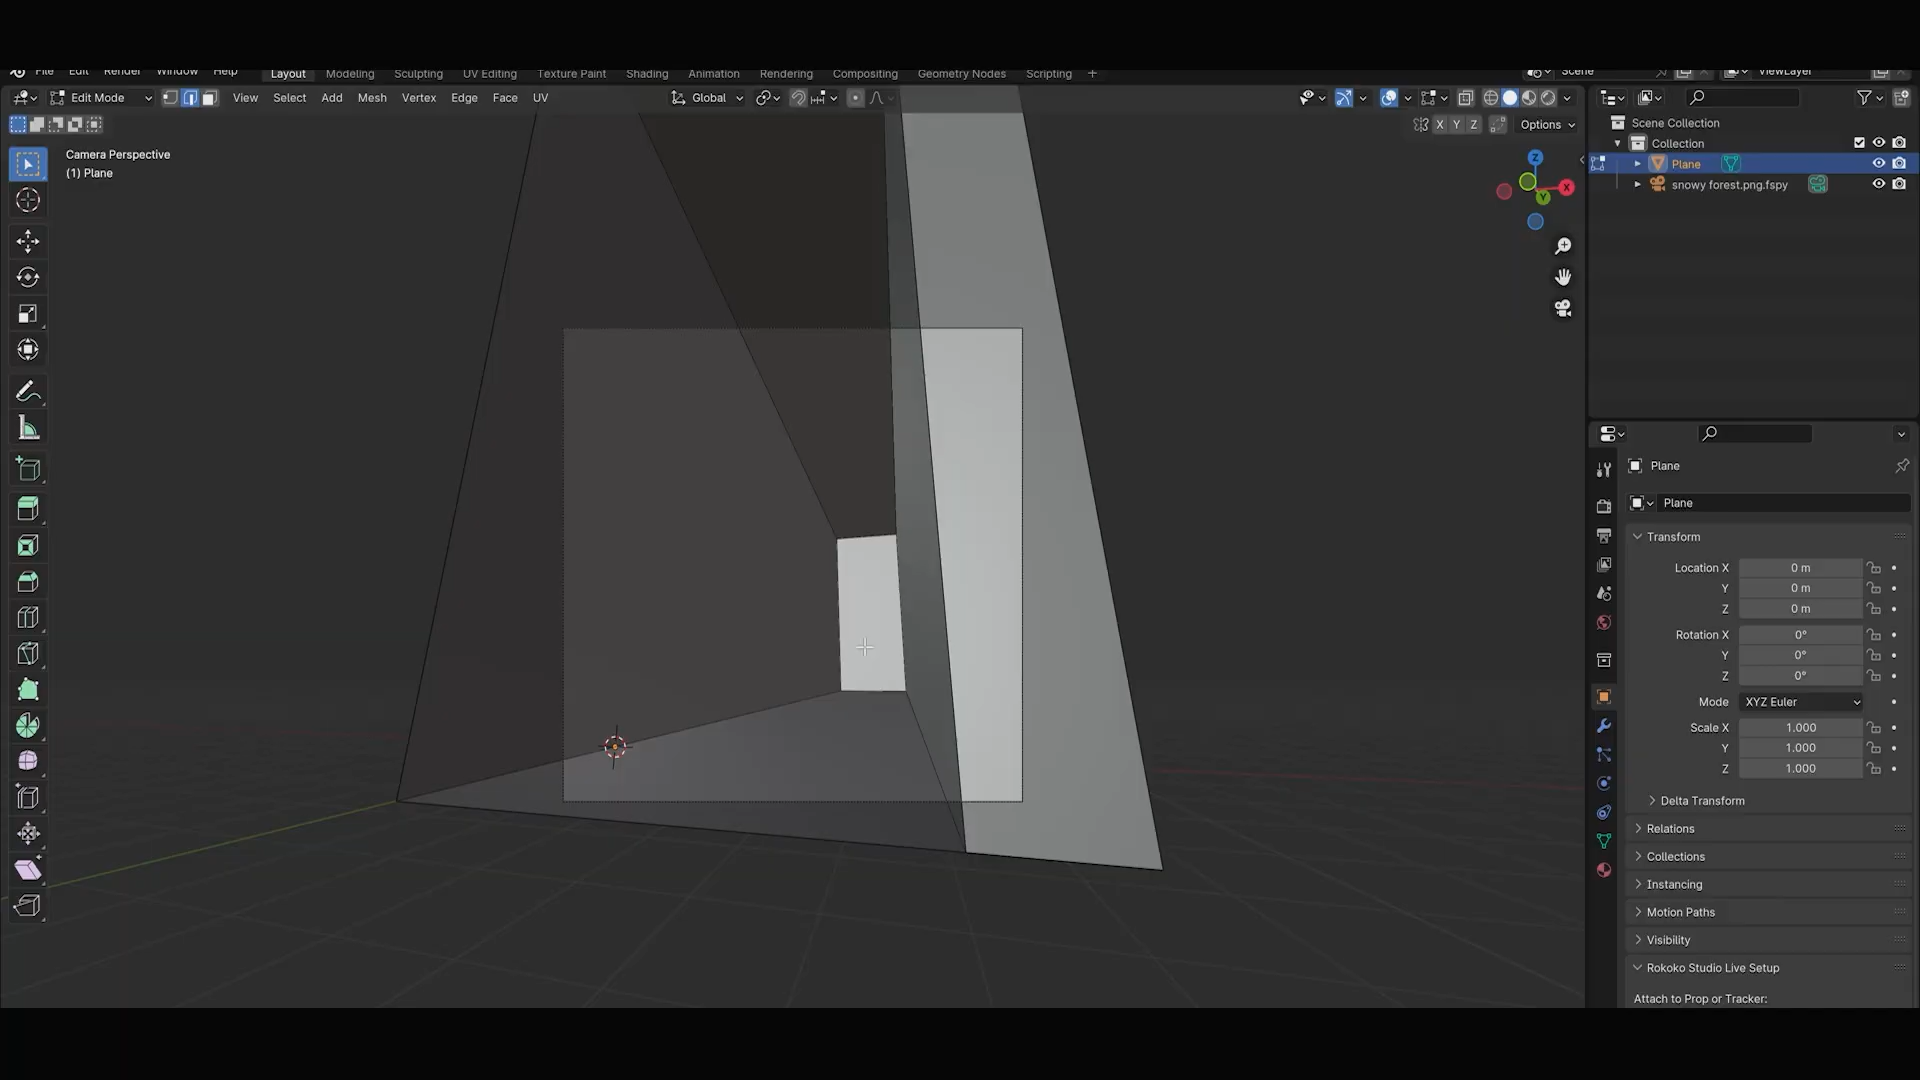 File Edit Render Window Help Layout Modeling Sculpting UV Editing Texture Paint Shading Animation Rendering Compositing Geometry Nodes Scripting + Scene ViewLayer
Edit Mode View Select Add Mesh Vertex Edge Face UV Global
X Y Z Options
Camera Perspective
(1) Plane
Z
X
Y
Scene Collection
Collection
Plane
snowy forest.png.fspy
Plane
Plane
Transform
Location X 0 m
Y 0 m
Z 0 m
Rotation X 0°
Y 0°
Z 0°
Mode XYZ Euler
Scale X 1.000
Y 1.000
Z 1.000
Delta Transform
Relations
Collections
Instancing
Motion Paths
Visibility
Rokoko Studio Live Setup
Attach to Prop or Tracker: